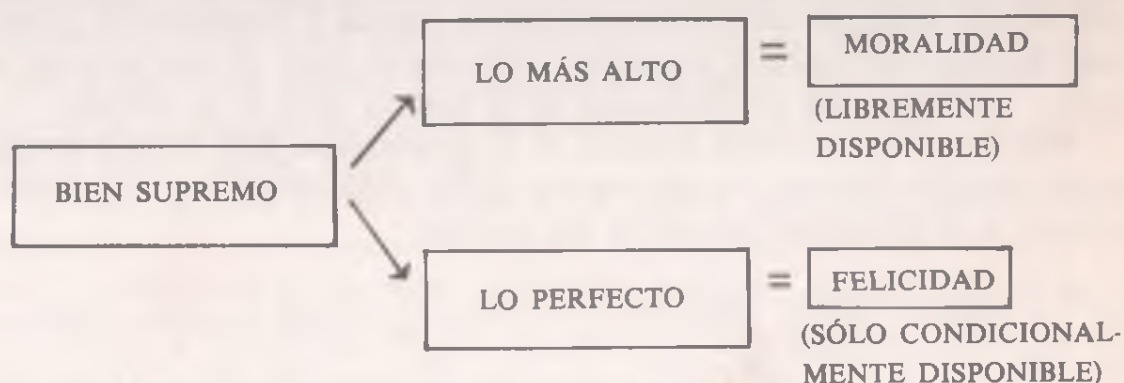 LO MÁS ALTO
=
MORALIDAD
(LIBREMENTE
DISPONIBLE)
BIEN SUPREMO
LO PERFECTO
=
FELICIDAD
(SÓLO CONDICIONAL-
MENTE DISPONIBLE)